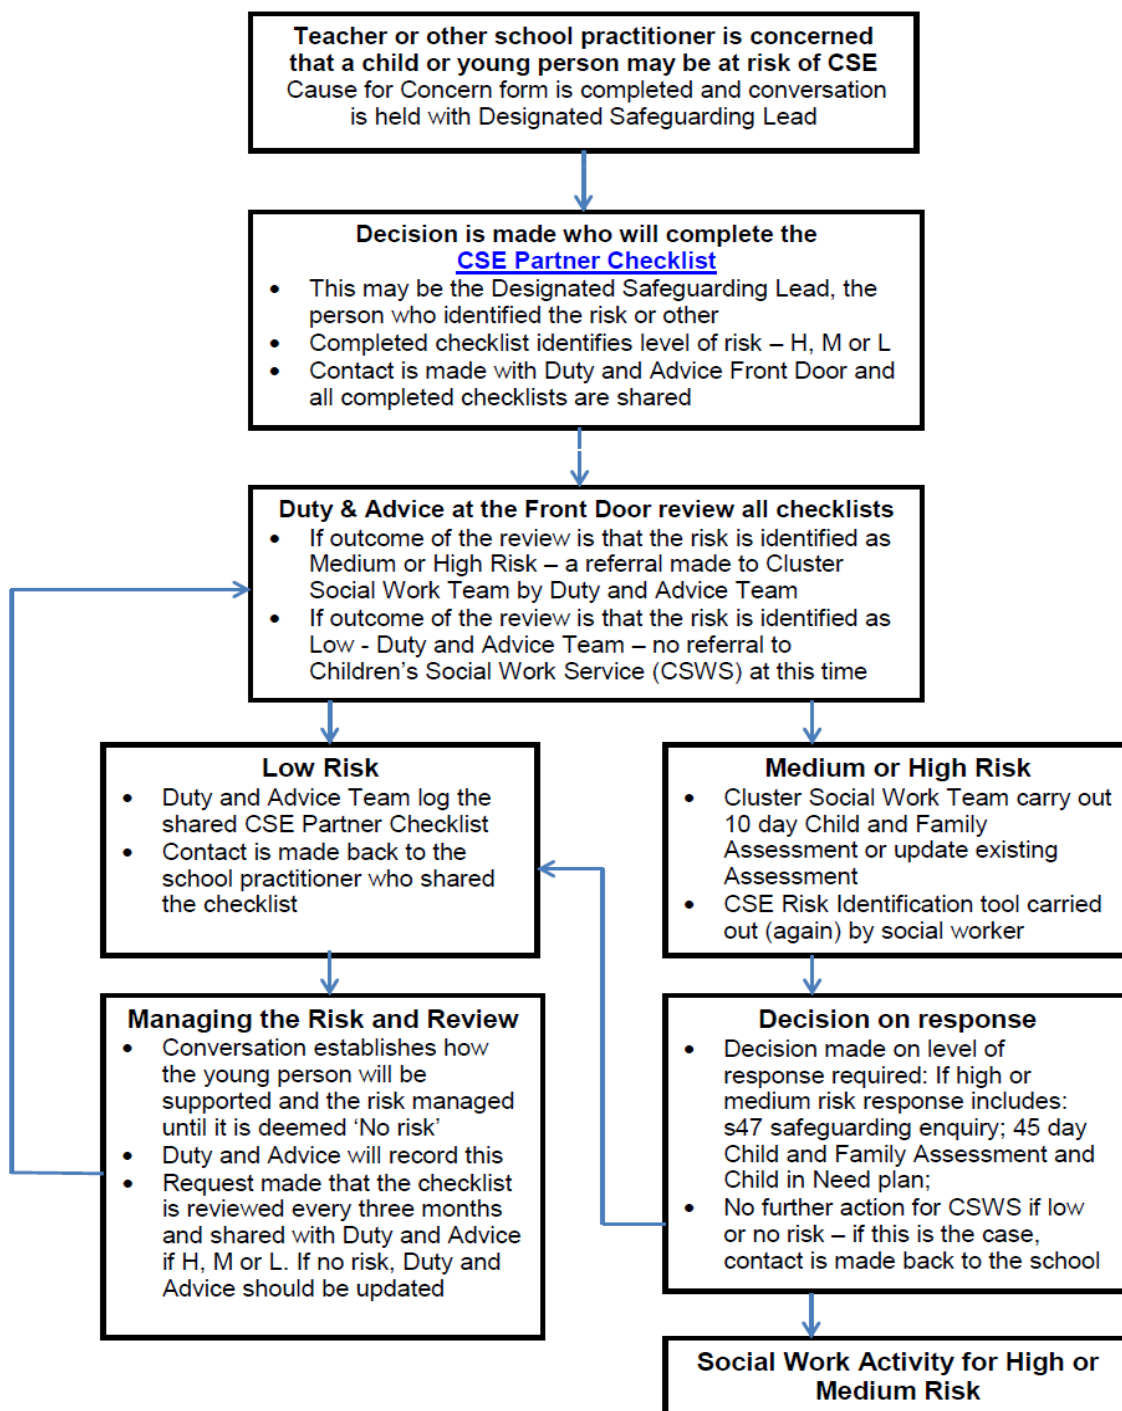 Teacher or other school practitioner is concerned
that a child or young person may be at risk of CSE
Cause for Concern form is completed and conversation
is held with Designated Safeguarding Lead
Decision is made who will complete the
CSE Partner Checklist
• This may be the Designated Safeguarding Lead, the
person who identified the risk or other
• Completed checklist identifies level of risk – H, M or L
• Contact is made with Duty and Advice Front Door and
all completed checklists are shared
Duty & Advice at the Front Door review all checklists
• If outcome of the review is that the risk is identified as
Medium or High Risk – a referral made to Cluster
Social Work Team by Duty and Advice Team
• If outcome of the review is that the risk is identified as
Low - Duty and Advice Team – no referral to
Children's Social Work Service (CSWS) at this time
Low Risk
• Duty and Advice Team log the
shared CSE Partner Checklist
• Contact is made back to the
school practitioner who shared
the checklist
Medium or High Risk
• Cluster Social Work Team carry out
10 day Child and Family
Assessment or update existing
Assessment
• CSE Risk Identification tool carried
out (again) by social worker
Managing the Risk and Review
• Conversation establishes how
the young person will be
supported and the risk managed
until it is deemed 'No risk'
• Duty and Advice will record this
• Request made that the checklist
is reviewed every three months
and shared with Duty and Advice
if H, M or L. If no risk, Duty and
Advice should be updated
Decision on response
• Decision made on level of
response required: If high or
medium risk response includes:
s47 safeguarding enquiry; 45 day
Child and Family Assessment and
Child in Need plan;
• No further action for CSWS if low
or no risk – if this is the case,
contact is made back to the school
Social Work Activity for High or
Medium Risk